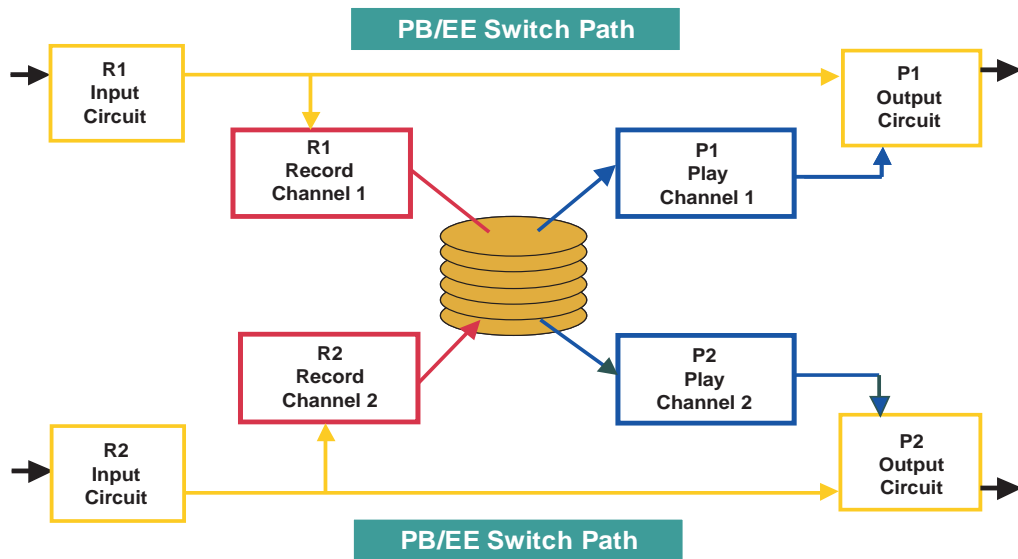 PB/EE Switch Path
R1
Input
Circuit
P1
Output
Circuit
R1
Record
Channel 1
P1
Play
Channel 1
R2
Record
Channel 2
P2
Play
Channel 2
R2
Input
Circuit
P2
Output
Circuit
PB/EE Switch Path